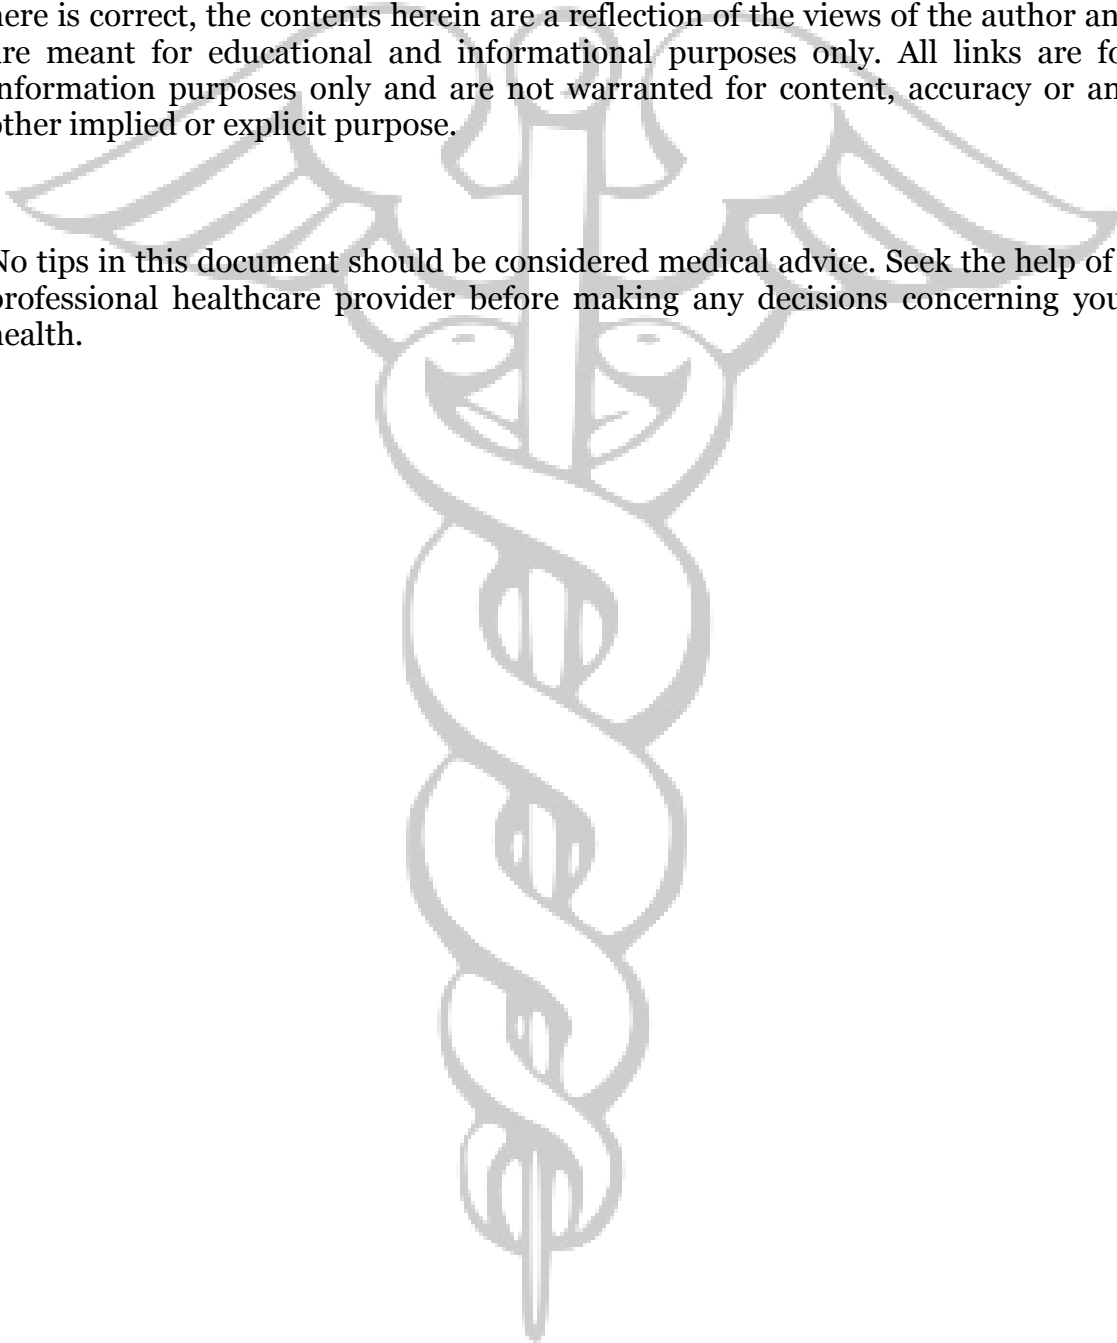 here is correct, the contents herein are a reflection of the views of the author an
re meant for educational and informational purposes only. All links are fo
nformation purposes only and are not warranted for content, accuracy or an
other implied or explicit purpose.
No tips in this document should be considered medical advice. Seek the help of
professional healthcare provider before making any decisions concerning you
health.